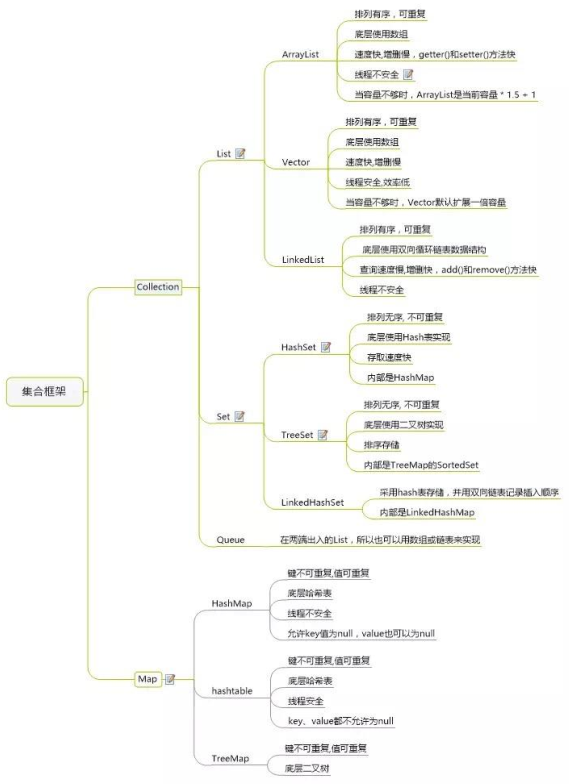 集合框架
Collection
List
ArrayList
排列有序，可重复
底层使用数组
速度快,增删慢，getter()和setter()方法快
线程不安全
当容量不够时，ArrayList是当前容量 * 1.5 + 1
Vector
排列有序，可重复
底层使用数组
速度快,增删慢
线程安全,效率低
当容量不够时，Vector默认扩展一倍容量
LinkedList
排列有序，可重复
底层使用双向循环链表数据结构
查询速度慢,增删快，add()和remove()方法快
线程不安全
Set
HashSet
排列无序, 不可重复
底层使用Hash表实现
存取速度快
内部是HashMap
TreeSet
排列无序, 不可重复
底层使用二叉树实现
排序存储
内部是TreeMap的SortedSet
LinkedHashSet
采用hash表存储，并用双向链表记录插入顺序
内部是LinkedHashMap
Queue
在两端出入的List，所以也可以用数组或链表来实现
Map
HashMap
键不可重复,值可重复
底层哈希表
线程不安全
允许key值为null，value也可以为null
hashtable
键不可重复,值可重复
底层哈希表
线程安全
key、value都不允许为null
TreeMap
键不可重复,值可重复
底层二叉树